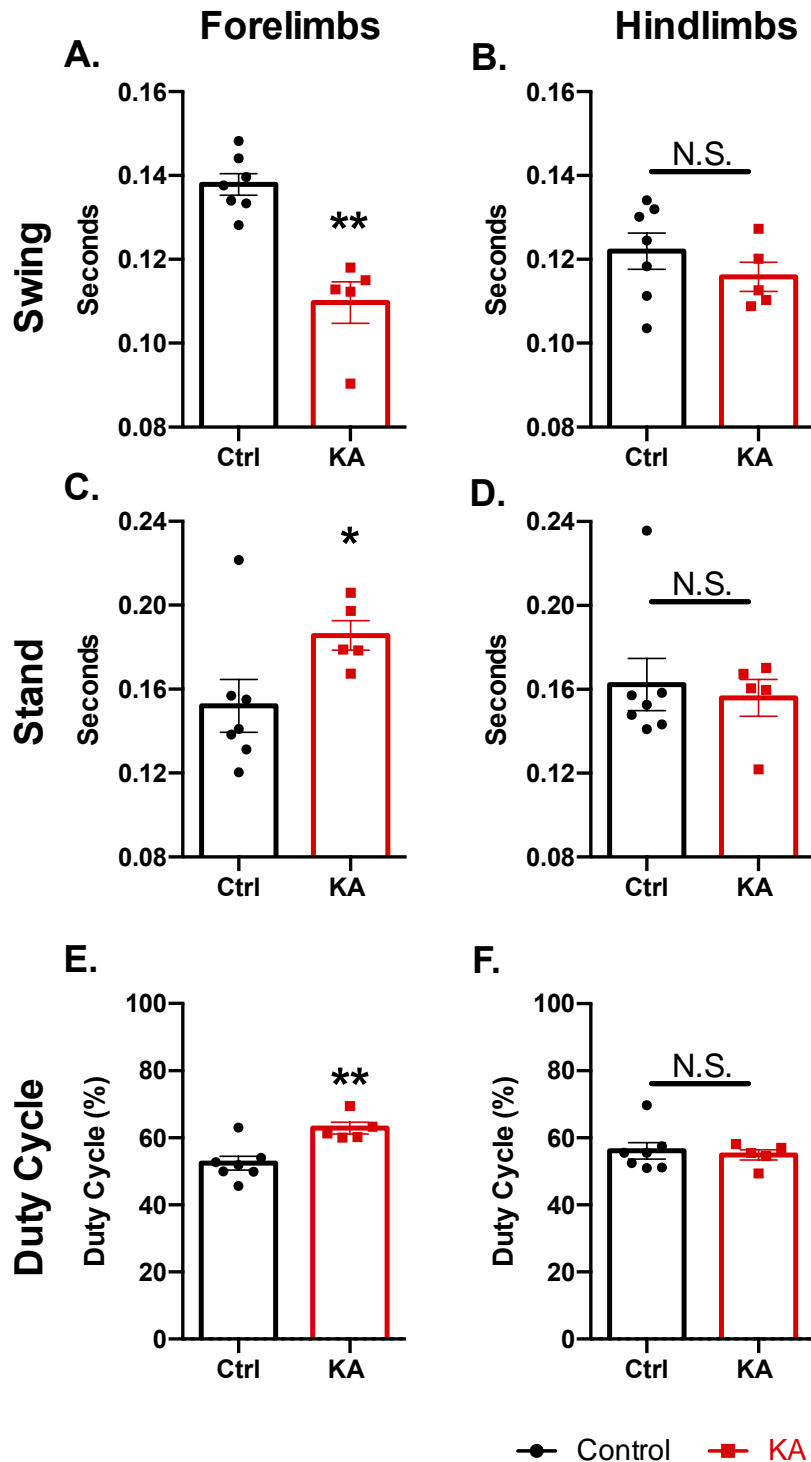 Forelimbs
Hindlimbs
A.
B.
Swing
Seconds
0.16
0.14
0.12
0.10
0.08
**
Ctrl
KA
Seconds
0.16
0.14
0.12
0.10
0.08
N.S.
Ctrl
KA
C.
D.
Stand
Seconds
0.24
0.20
0.16
0.12
0.08
*
Ctrl
KA
Seconds
0.24
0.20
0.16
0.12
0.08
N.S.
Ctrl
KA
E.
F.
Duty Cycle
Duty Cycle (%)
100
80
60
40
20
0
**
Ctrl
KA
Duty Cycle (%)
100
80
60
40
20
0
N.S.
Ctrl
KA
Control
KA